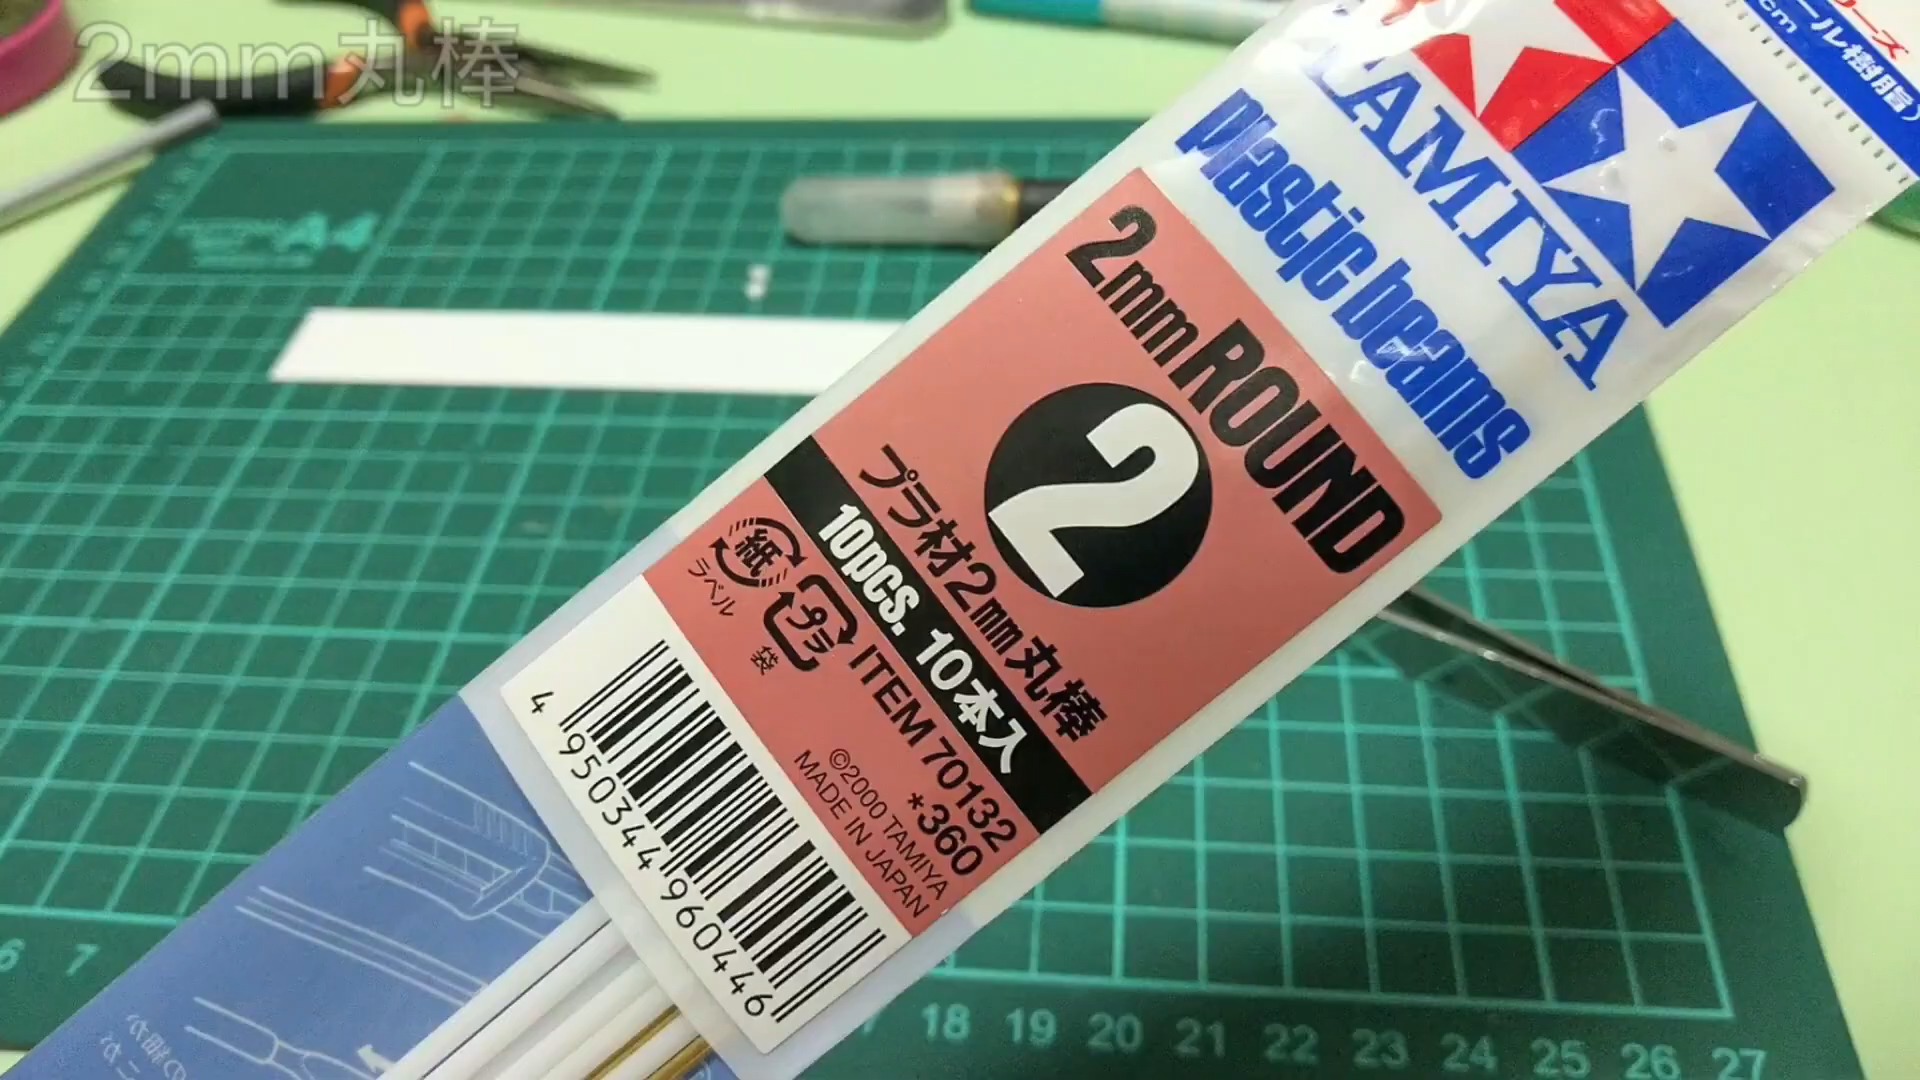 2mm丸棒
TAMIYA
plastic beams
2mm ROUND
2
プラ材2mm丸棒
10pcs. 10本入
紙
ラベル
プラ
袋
ITEM 70132
*360
©2000 TAMIYA
MADE IN JAPAN
4 950344 960446
A4
6 7
18 19 20 21 22 23 24 25 26 27